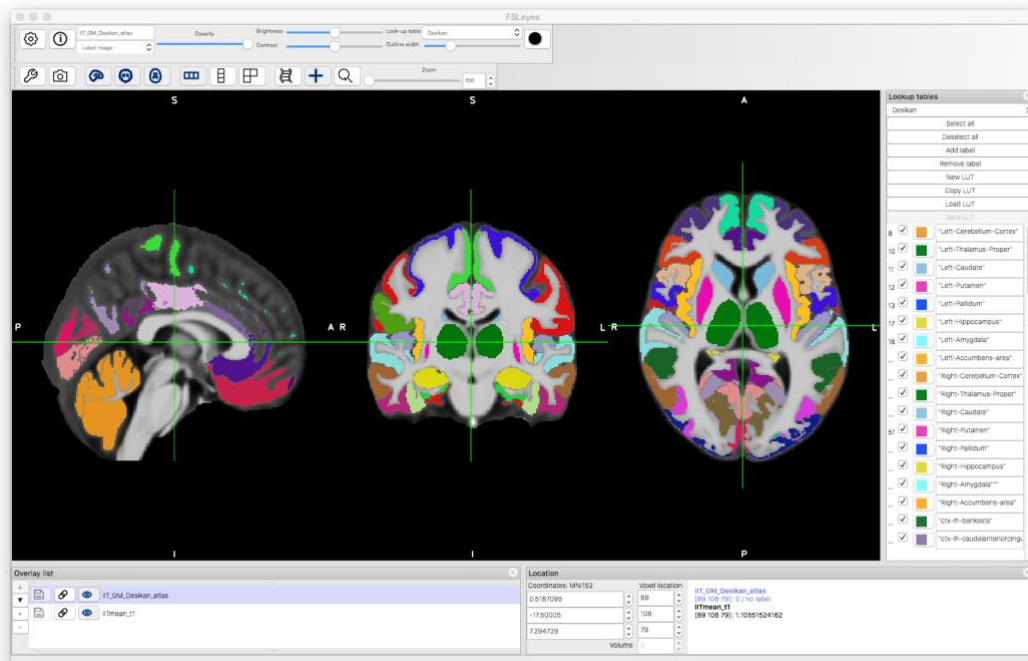 FSLeyes
IIT_GM_Desikan_atlas
Label image
Opacity
Brightness
Contrast
Look-up table
Desikan
Outline width
Zoom
100
S
P
A
I
S
R
L
I
A
R
L
P
Lookup tables
Desikan
Select all
Deselect all
Add label
Remove label
New LUT
Copy LUT
Load LUT
Save LUT
8 "Left-Cerebellum-Cortex"
10 "Left-Thalamus-Proper"
11 "Left-Caudate"
12 "Left-Putamen"
13 "Left-Pallidum"
17 "Left-Hippocampus"
18 "Left-Amygdala"
.. "Left-Accumbens-area"
.. "Right-Cerebellum-Cortex"
.. "Right-Thalamus-Proper"
.. "Right-Caudate"
51 "Right-Putamen"
.. "Right-Pallidum"
.. "Right-Hippocampus"
.. "Right-Amygdala""
.. "Right-Accumbens-area"
.. "ctx-lh-bankssts"
.. "ctx-lh-caudalanteriorcingu
Overlay list
IIT_GM_Desikan_atlas
IITmean_t1
Location
Coordinates: MNI152
Voxel location
0.5187095
89
-17.50005
108
7.294729
79
Volume
IIT_GM_Desikan_atlas
[89 108 79]: 0 / no label
IITmean_t1
[89 108 79]: 1.10551524162